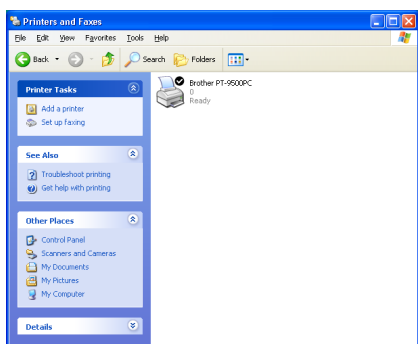 Printers and Faxes
File Edit View Favorites Tools Help
Back Search Folders
Printer Tasks
Add a printer
Set up faxing
See Also
Troubleshoot printing
Get help with printing
Other Places
Control Panel
Scanners and Cameras
My Documents
My Pictures
My Computer
Details
Brother PT-9500PC
0
Ready